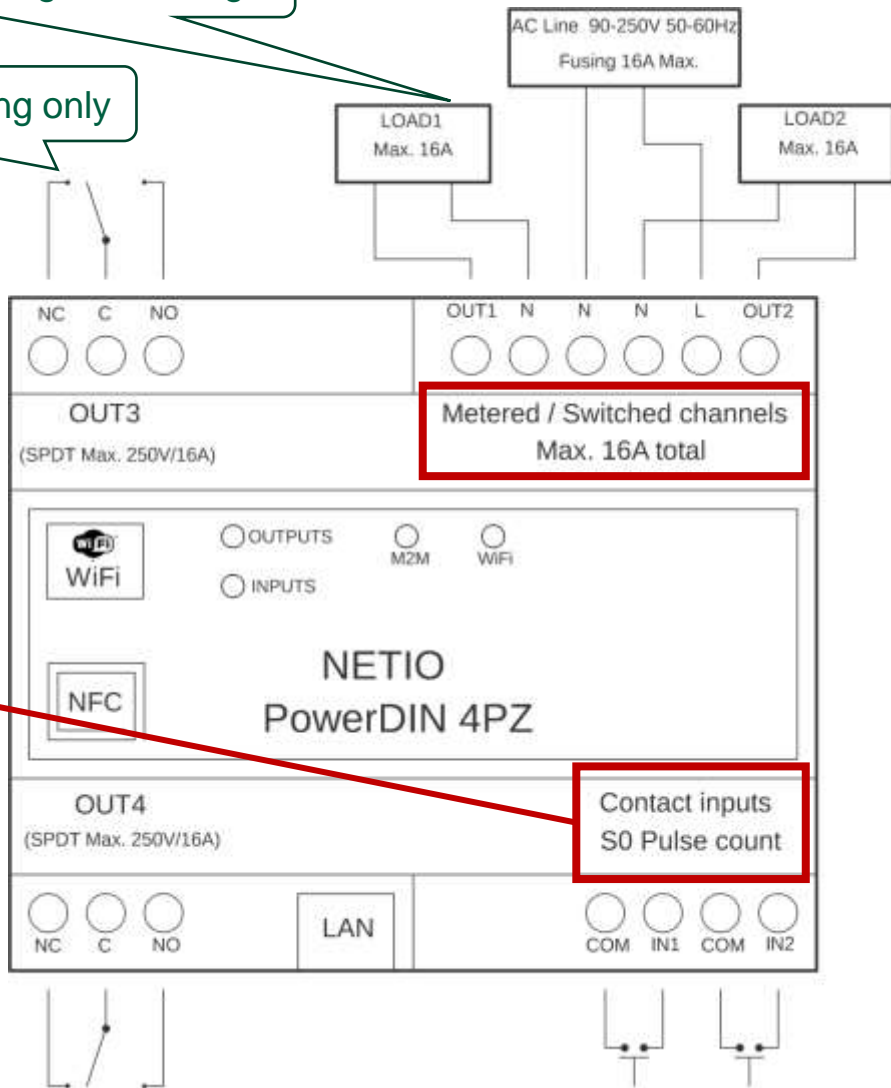 AC Line 90-250V 50-60Hz
Fusing 16A Max.
ng only
LOAD1
Max. 16A
LOAD2
Max. 16A
NC C NO
OUT1 N N N L OUT2
OUT3
(SPDT Max. 250V/16A)
Metered / Switched channels
Max. 16A total
WiFi
WiFi
OUTPUTS
M2M
WiFi
INPUTS
NFC
NETIO
PowerDIN 4PZ
OUT4
(SPDT Max. 250V/16A)
Contact inputs
S0 Pulse count
NC C NO
LAN
COM IN1 COM IN2